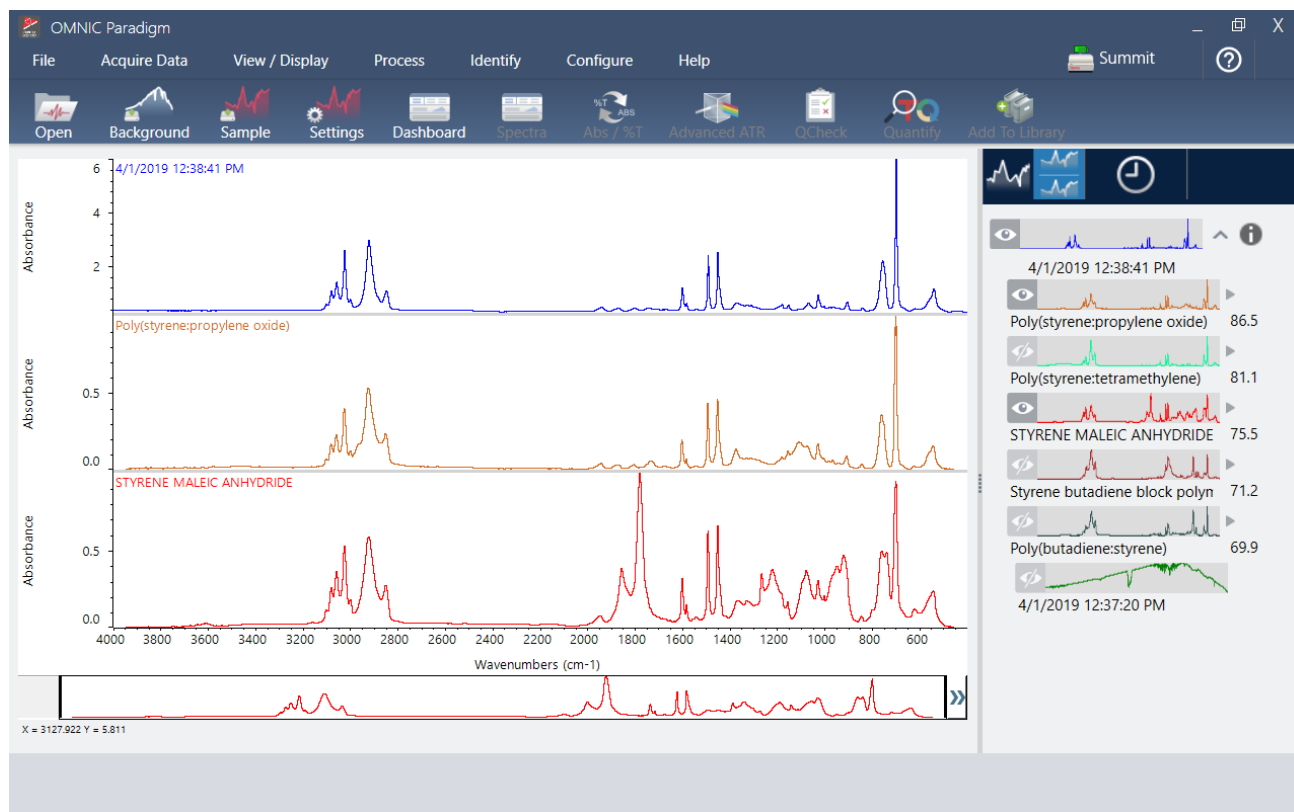 OMNIC Paradigm
_ X
File Acquire Data View / Display Process Identify Configure Help Summit ?
%T ABS
Open Background Sample Settings Dashboard Spectra Abs / %T Advanced ATR QCheck Quantify Add To Library
4/1/2019 12:38:41 PM
Absorbance
6
4
2
Poly(styrene:propylene oxide)
Absorbance
0.5
0.0
STYRENE MALEIC ANHYDRIDE
Absorbance
0.5
0.0
4000 3800 3600 3400 3200 3000 2800 2600 2400 2200 2000 1800 1600 1400 1200 1000 800 600
Wavenumbers (cm-1)
X = 3127.922 Y = 5.811
i
4/1/2019 12:38:41 PM
Poly(styrene:propylene oxide) 86.5
Poly(styrene:tetramethylene) 81.1
STYRENE MALEIC ANHYDRIDE 75.5
Styrene butadiene block polyn 71.2
Poly(butadiene:styrene) 69.9
4/1/2019 12:37:20 PM